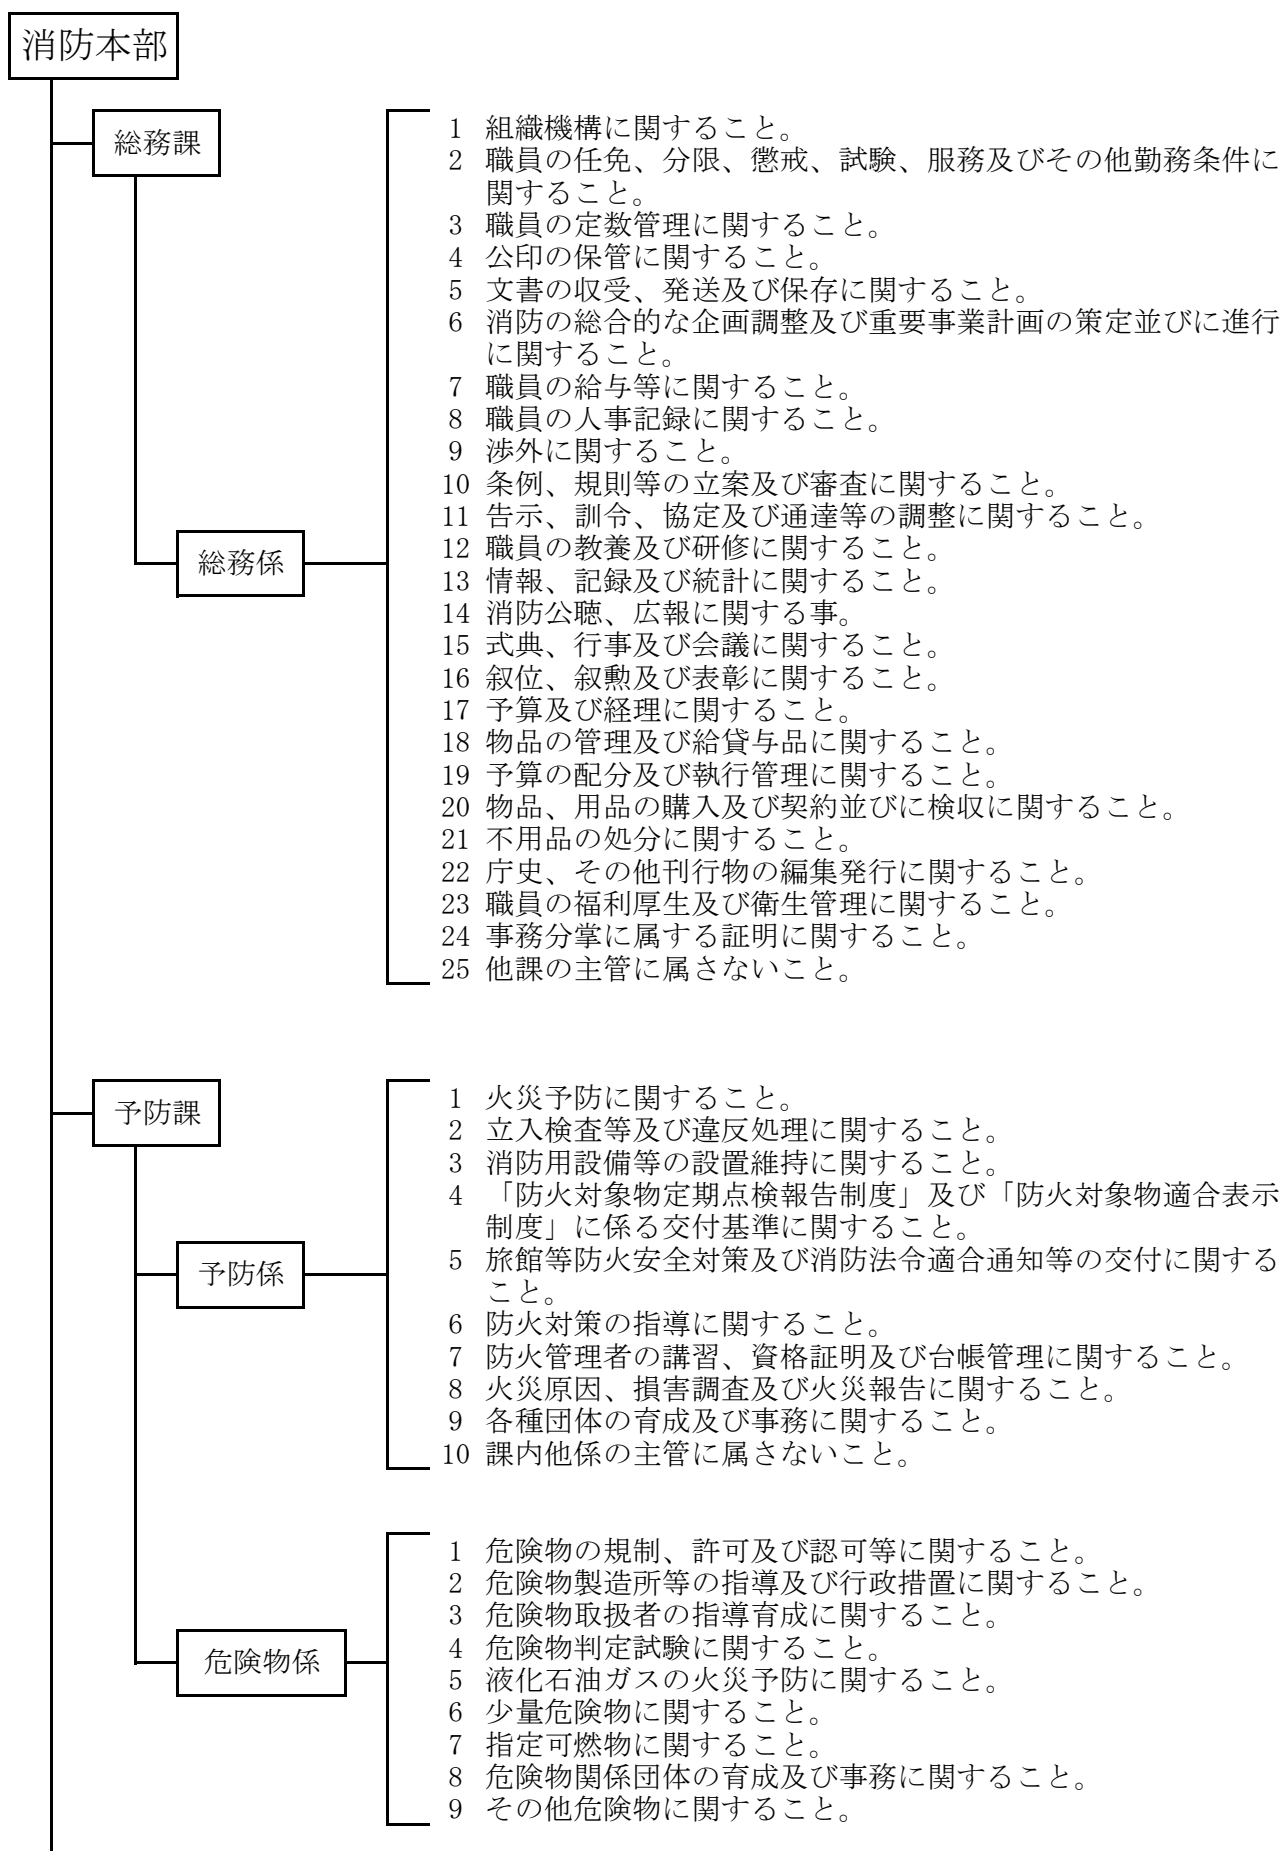 消防本部
総務課
総務係
1 組織機構に関すること。
2 職員の任免、分限、懲戒、試験、服務及びその他勤務条件に
関すること。
3 職員の定数管理に関すること。
4 公印の保管に関すること。
5 文書の収受、発送及び保存に関すること。
6 消防の総合的な企画調整及び重要事業計画の策定並びに進行
に関すること。
7 職員の給与等に関すること。
8 職員の人事記録に関すること。
9 渉外に関すること。
10 条例、規則等の立案及び審査に関すること。
11 告示、訓令、協定及び通達等の調整に関すること。
12 職員の教養及び研修に関すること。
13 情報、記録及び統計に関すること。
14 消防公聴、広報に関する事。
15 式典、行事及び会議に関すること。
16 叙位、叙勲及び表彰に関すること。
17 予算及び経理に関すること。
18 物品の管理及び給貸与品に関すること。
19 予算の配分及び執行管理に関すること。
20 物品、用品の購入及び契約並びに検収に関すること。
21 不用品の処分に関すること。
22 庁史、その他刊行物の編集発行に関すること。
23 職員の福利厚生及び衛生管理に関すること。
24 事務分掌に属する証明に関すること。
25 他課の主管に属さないこと。
予防課
予防係
1 火災予防に関すること。
2 立入検査等及び違反処理に関すること。
3 消防用設備等の設置維持に関すること。
4 「防火対象物定期点検報告制度」及び「防火対象物適合表示
制度」に係る交付基準に関すること。
5 旅館等防火安全対策及び消防法令適合通知等の交付に関する
こと。
6 防火対策の指導に関すること。
7 防火管理者の講習、資格証明及び台帳管理に関すること。
8 火災原因、損害調査及び火災報告に関すること。
9 各種団体の育成及び事務に関すること。
10 課内他係の主管に属さないこと。
危険物係
1 危険物の規制、許可及び認可等に関すること。
2 危険物製造所等の指導及び行政措置に関すること。
3 危険物取扱者の指導育成に関すること。
4 危険物判定試験に関すること。
5 液化石油ガスの火災予防に関すること。
6 少量危険物に関すること。
7 指定可燃物に関すること。
8 危険物関係団体の育成及び事務に関すること。
9 その他危険物に関すること。